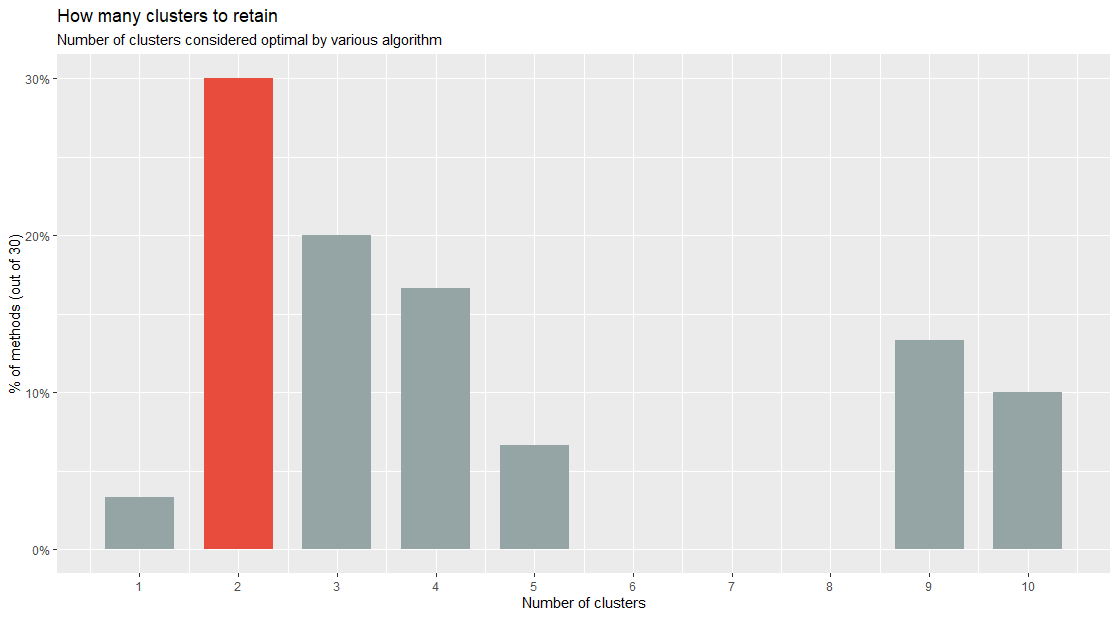 How many clusters to retain
Number of clusters considered optimal by various algorithm
% of methods (out of 30)
30%
20%
10%
0%
1 2 3 4 5 6 7 8 9 10
Number of clusters